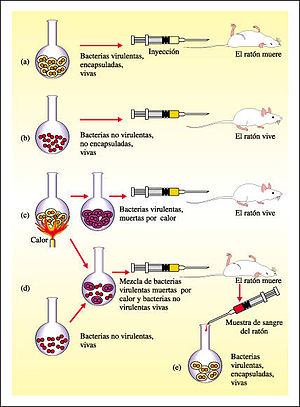 (a)
Bacterias virulentas,
encapsuladas,
vivas
Inyección
El ratón muere
(b)
Bacterias no virulentas,
no encapsuladas,
vivas
El ratón vive
(c)
Calor
Bacterias virulentas,
muertas por calor
El ratón vive
(d)
Mezcla de bacterias
virulentas muertas por
calor y bacterias no
virulentas vivas
El ratón muere
Bacterias no virulentas,
vivas
Muestra de sangre
del ratón
(e)
Bacterias
virulentas,
encapsuladas,
vivas